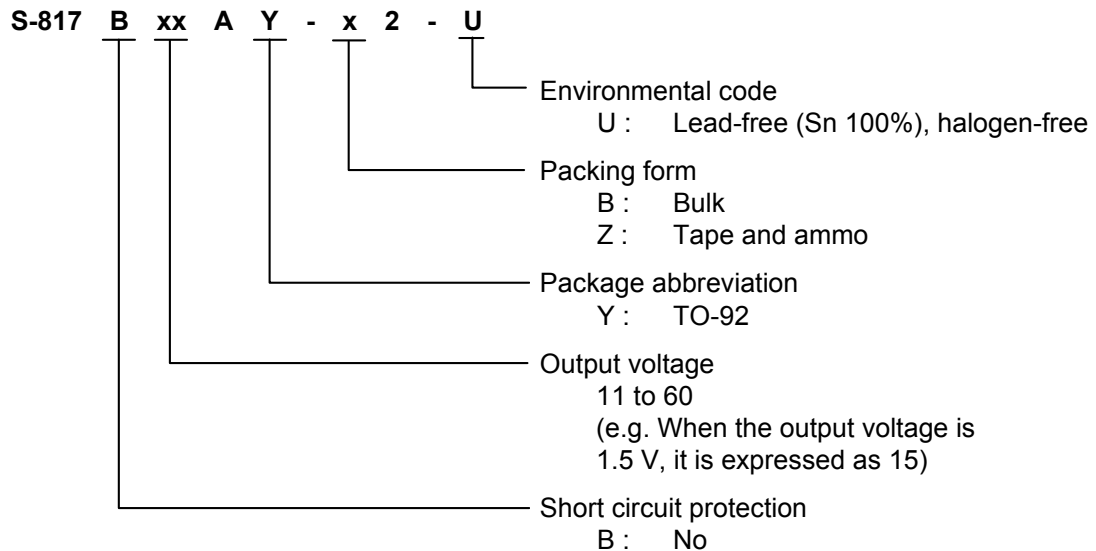 S-817 B xx A Y - x 2 - U
Environmental code
U : Lead-free (Sn 100%), halogen-free
Packing form
B : Bulk
Z : Tape and ammo
Package abbreviation
Y : TO-92
Output voltage
11 to 60
(e.g. When the output voltage is
1.5 V, it is expressed as 15)
Short circuit protection
B : No